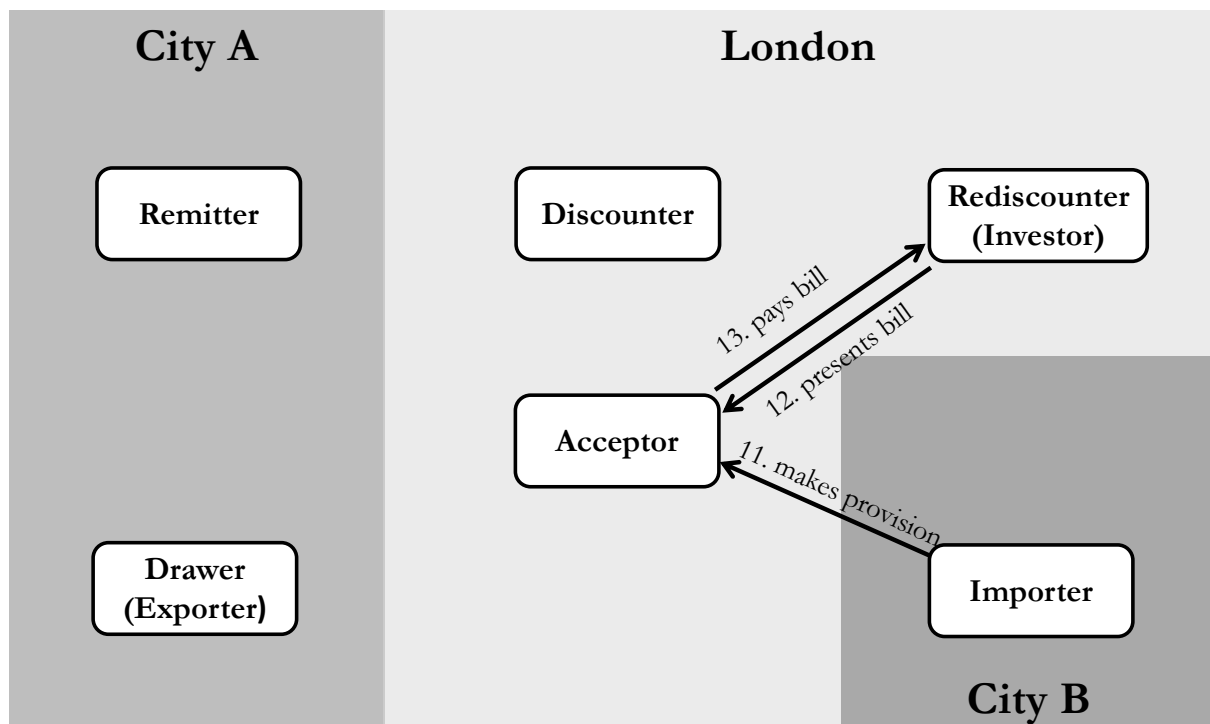 City A
London
Remitter
Discounter
Rediscounter
(Investor)
13. pays bill
12. presents bill
Acceptor
11. makes provision
Drawer
(Exporter)
Importer
City B